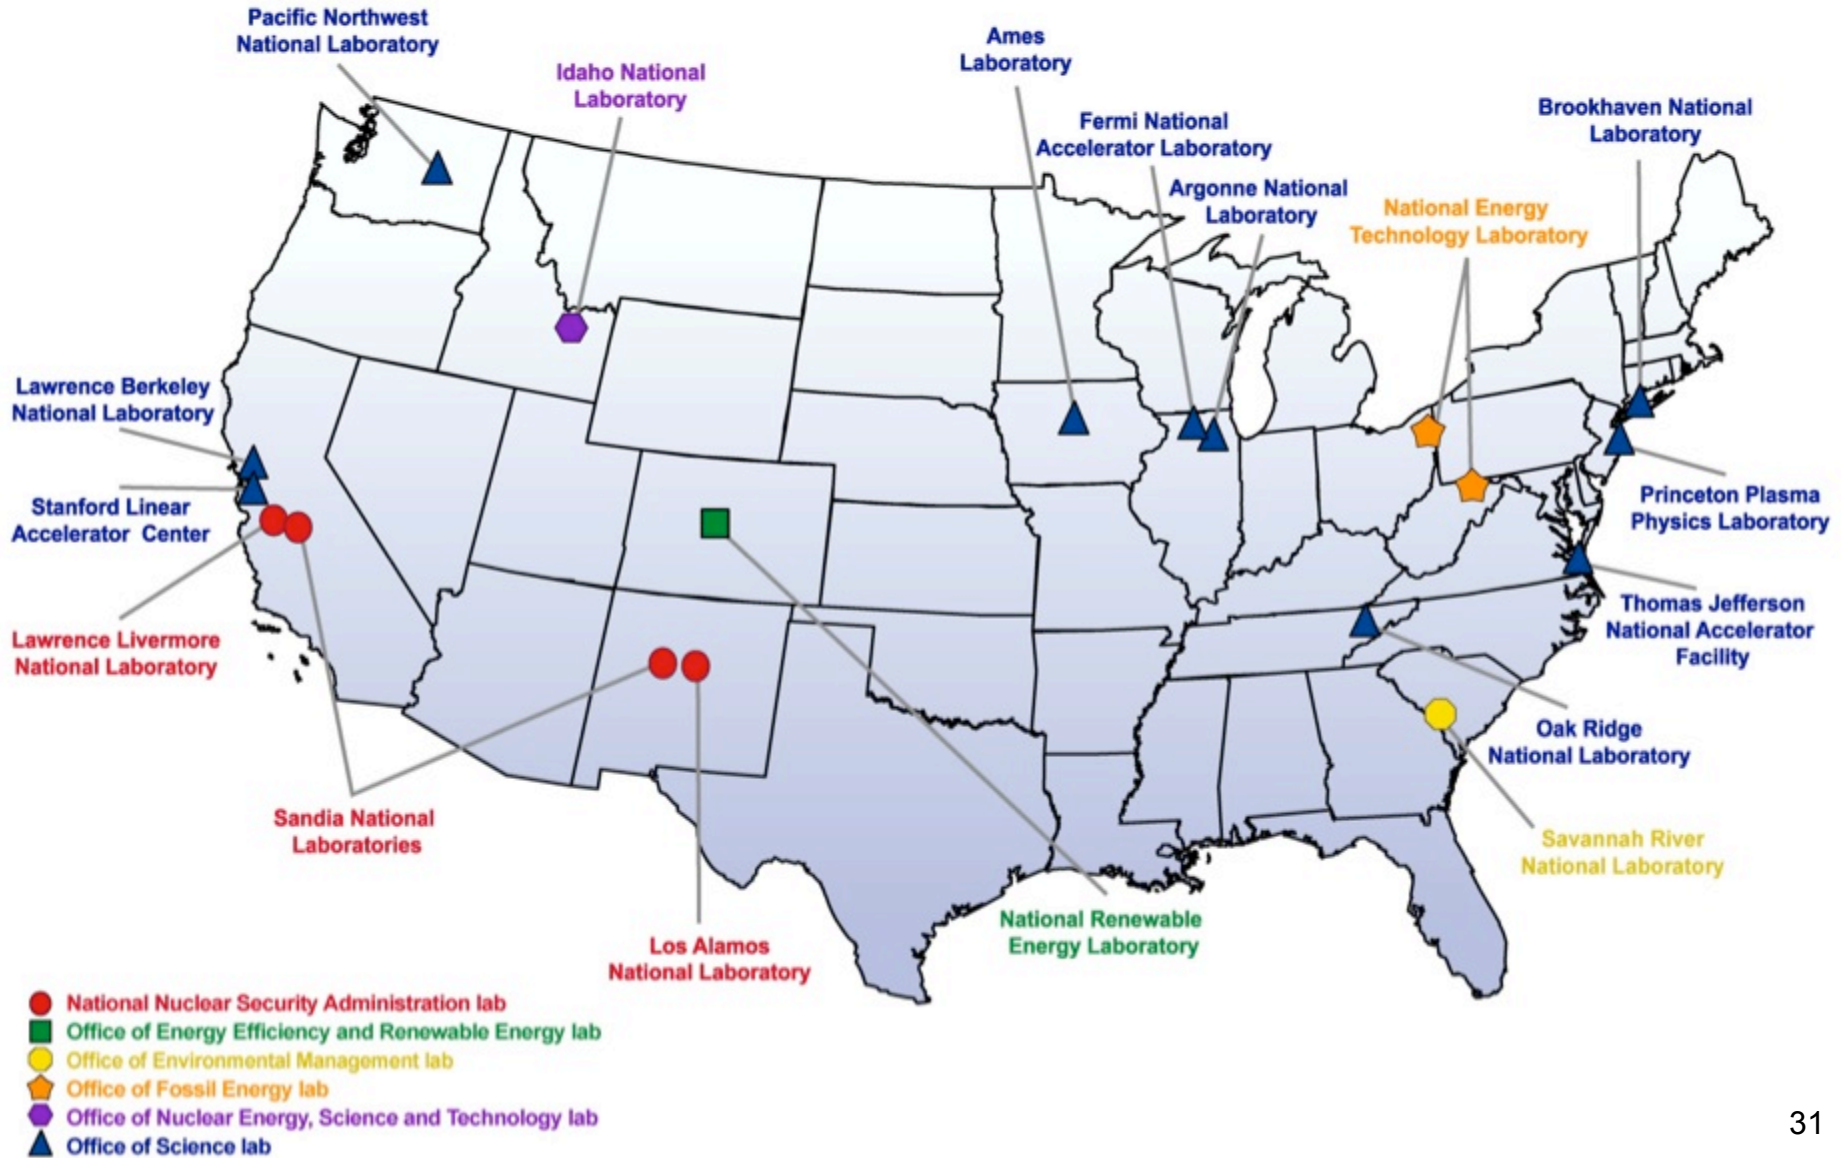 Pacific Northwest
National Laboratory
Idaho National
Laboratory
Ames
Laboratory
Fermi National
Accelerator Laboratory
Argonne National
Laboratory
National Energy
Technology Laboratory
Brookhaven National
Laboratory
Lawrence Berkeley
National Laboratory
Stanford Linear
Accelerator Center
Lawrence Livermore
National Laboratory
Sandia National
Laboratories
Los Alamos
National Laboratory
National Renewable
Energy Laboratory
Princeton Plasma
Physics Laboratory
Thomas Jefferson
National Accelerator
Facility
Oak Ridge
National Laboratory
Savannah River
National Laboratory
National Nuclear Security Administration lab
Office of Energy Efficiency and Renewable Energy lab
Office of Environmental Management lab
Office of Fossil Energy lab
Office of Nuclear Energy, Science and Technology lab
Office of Science lab
31